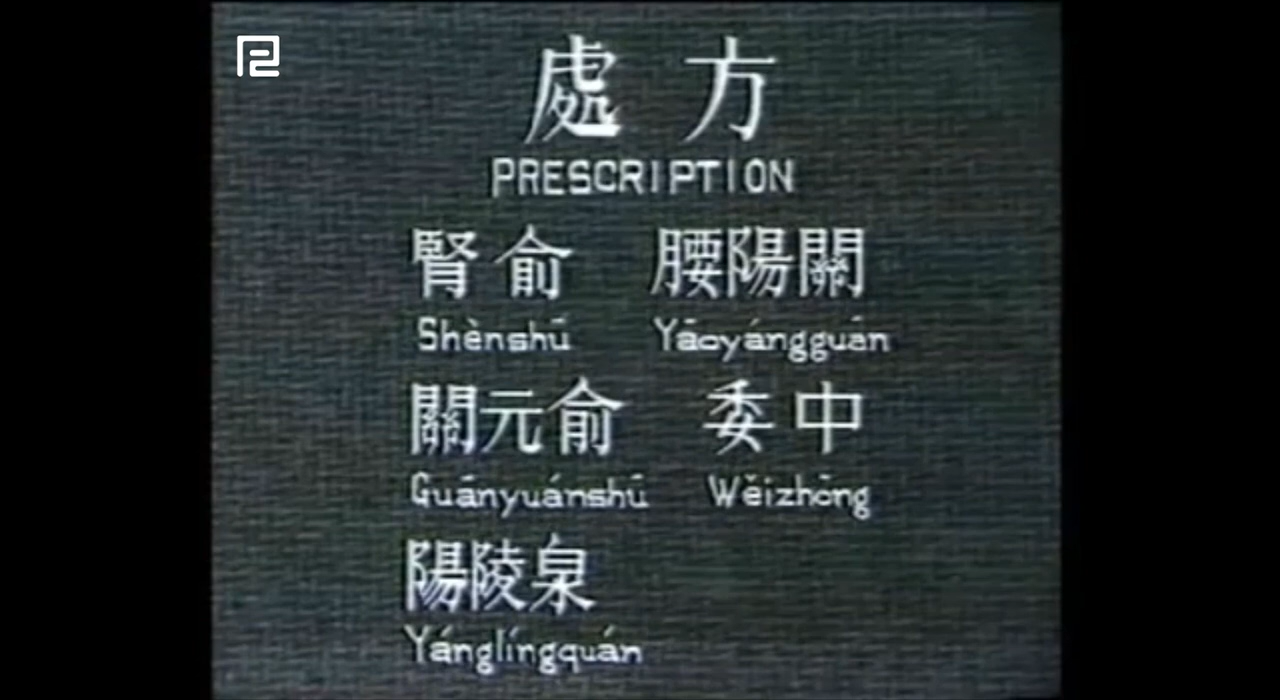 處方
PRESCRIPTION
腎俞 腰陽關
Shènshū Yāoyángguān
關元俞 委中
Guānyuánshū Wěizhōng
陽陵泉
Yánglíngquán